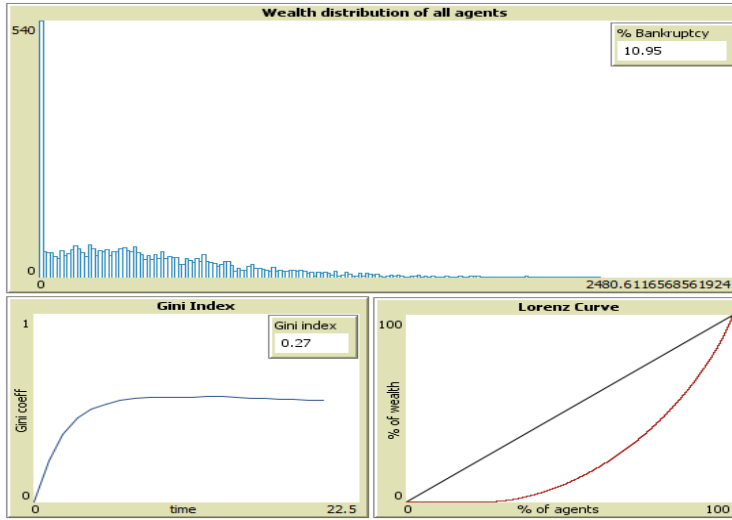 Wealth distribution of all agents
540
% Bankruptcy
10.95
0
0
2480.6116568561924
Gini Index
1
Gini index
0.27
Gini coeff
0
0
time
22.5
Lorenz Curve
100
% of wealth
0
0
% of agents
100